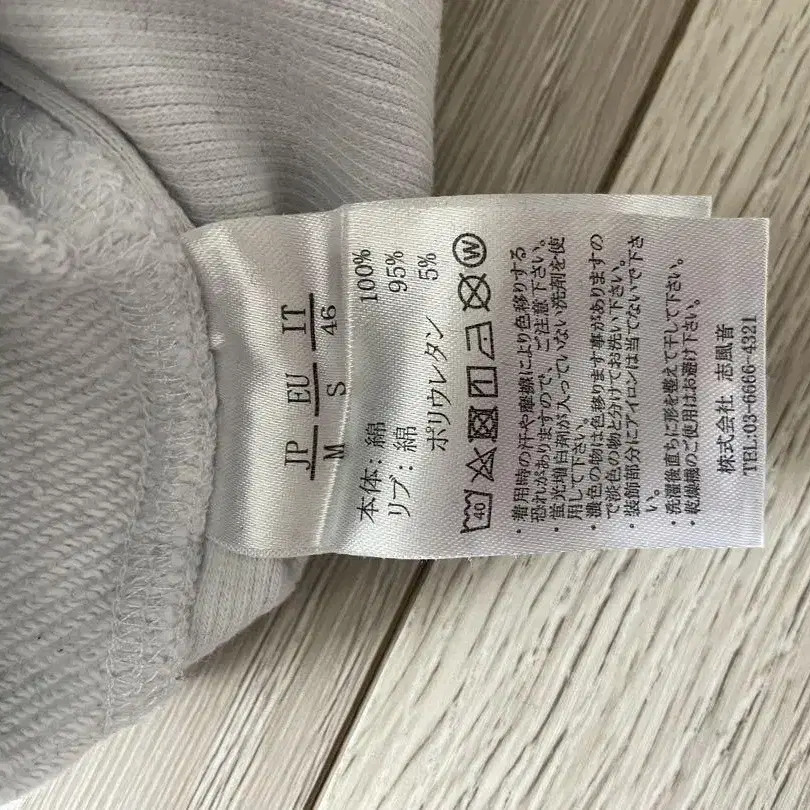 JP EU IT
M S 46
本体: 綿 100%
リブ: 綿 95%
ポリウレタン 5%
40 W
・着用時の汗や摩擦により色移りする
恐れがありますので、ご注意下さい。
・蛍光増白剤が入っていない洗剤を使
用して下さい。
・濃色の物は色移ります事がありますの
で淡色の物と分けてお洗い下さい。
・装飾部分にアイロンは当てないで下さ
い。
・洗濯後直ちに形を整えて干して下さい。
・乾燥機のご使用はお避け下さい。
株式会社 志風音
TEL:03-6666-4321